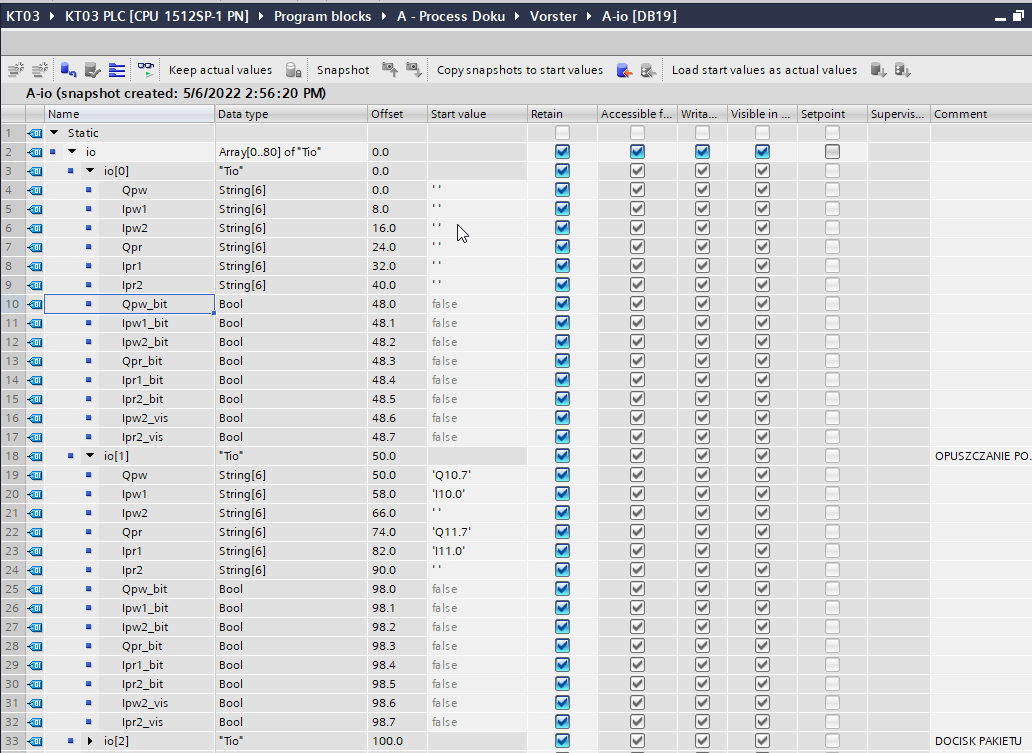 KT03 KT03 PLC [CPU 1512SP-1 PN] Program blocks A - Process Doku Vorster A-io [DB19]
Keep actual values Snapshot Copy snapshots to start values Load start values as actual values
A-io (snapshot created: 5/6/2022 2:56:20 PM)
Name Data type Offset Start value Retain Accessible f... Writa... Visible in ... Setpoint Supervis... Comment
1 Static
2 io Array[0..80] of "Tio" 0.0
3 io[0] "Tio" 0.0
4 Qpw String[6] 0.0 ' '
5 Ipw1 String[6] 8.0 ' '
6 Ipw2 String[6] 16.0 ' '
7 Qpr String[6] 24.0 ' '
8 Ipr1 String[6] 32.0 ' '
9 Ipr2 String[6] 40.0 ' '
10 Qpw_bit Bool 48.0 false
11 Ipw1_bit Bool 48.1 false
12 Ipw2_bit Bool 48.2 false
13 Qpr_bit Bool 48.3 false
14 Ipr1_bit Bool 48.4 false
15 Ipr2_bit Bool 48.5 false
16 Ipw2_vis Bool 48.6 false
17 Ipr2_vis Bool 48.7 false
18 io[1] "Tio" 50.0 OPUSZCZANIE PO...
19 Qpw String[6] 50.0 'Q10.7'
20 Ipw1 String[6] 58.0 'I10.0'
21 Ipw2 String[6] 66.0 ' '
22 Qpr String[6] 74.0 'Q11.7'
23 Ipr1 String[6] 82.0 'I11.0'
24 Ipr2 String[6] 90.0 ' '
25 Qpw_bit Bool 98.0 false
26 Ipw1_bit Bool 98.1 false
27 Ipw2_bit Bool 98.2 false
28 Qpr_bit Bool 98.3 false
29 Ipr1_bit Bool 98.4 false
30 Ipr2_bit Bool 98.5 false
31 Ipw2_vis Bool 98.6 false
32 Ipr2_vis Bool 98.7 false
33 io[2] "Tio" 100.0 DOCISK PAKIETU